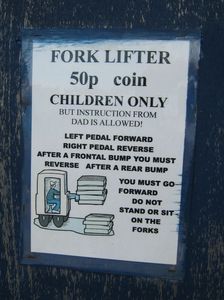 FORK LIFTER
50p coin
CHILDREN ONLY
BUT INSTRUCTION FROM
DAD IS ALLOWED!
LEFT PEDAL FORWARD
RIGHT PEDAL REVERSE
AFTER A FRONTAL BUMP YOU MUST
REVERSE AFTER A REAR BUMP
YOU MUST GO
FORWARD
DO NOT
STAND OR SIT
ON THE
FORKS